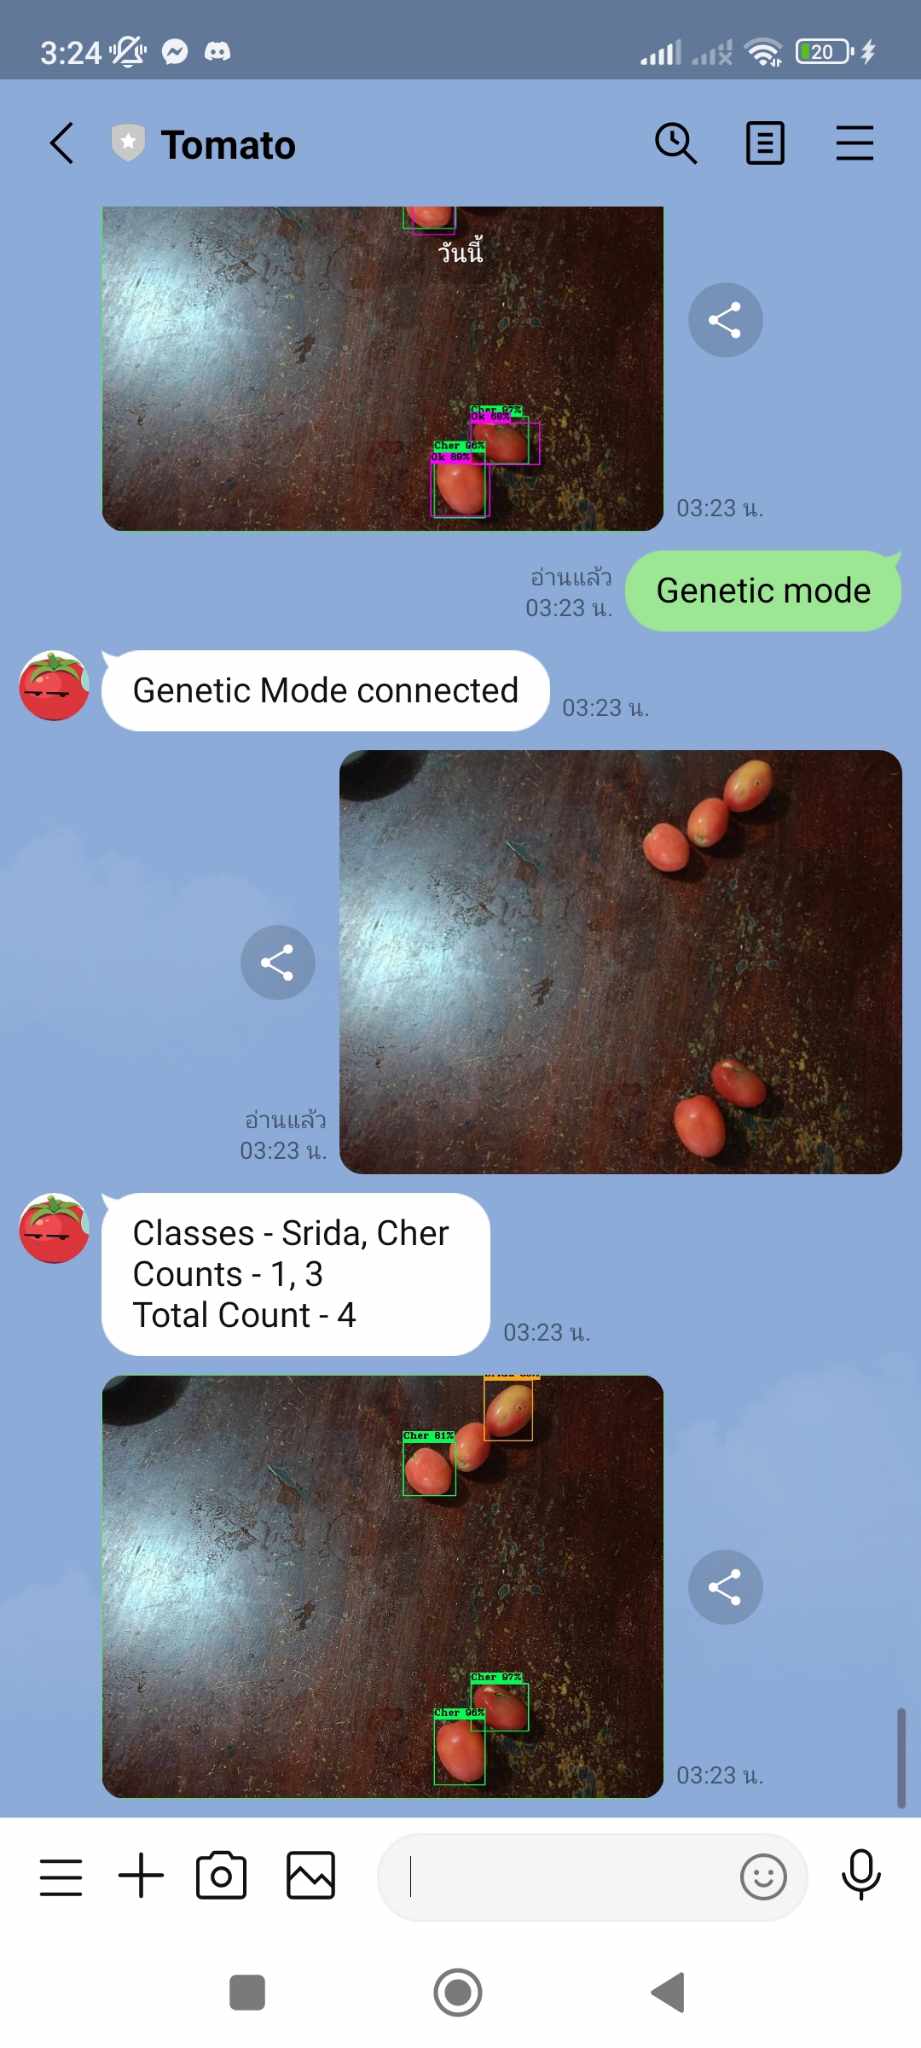 3:24
20
Tomato
วันนี้
Cher 97%
Ok 60%
Cher 96%
Ok 89%
03:23 น.
อ่านแล้ว
03:23 น.
Genetic mode
Genetic Mode connected
03:23 น.
อ่านแล้ว
03:23 น.
Classes - Srida, Cher
Counts - 1, 3
Total Count - 4
03:23 น.
Cher 81%
Cher 97%
Cher 96%
03:23 น.